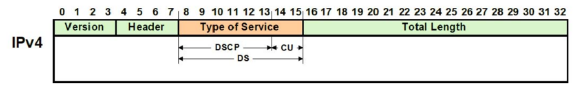 0 1 2 3 4 5 6 7 8 9 10 11 12 13 14 15 16 17 18 19 20 21 22 23 24 25 26 27 28 29 30 31 32
Version Header Type of Service Total Length
IPv4
DSCP CU
DS